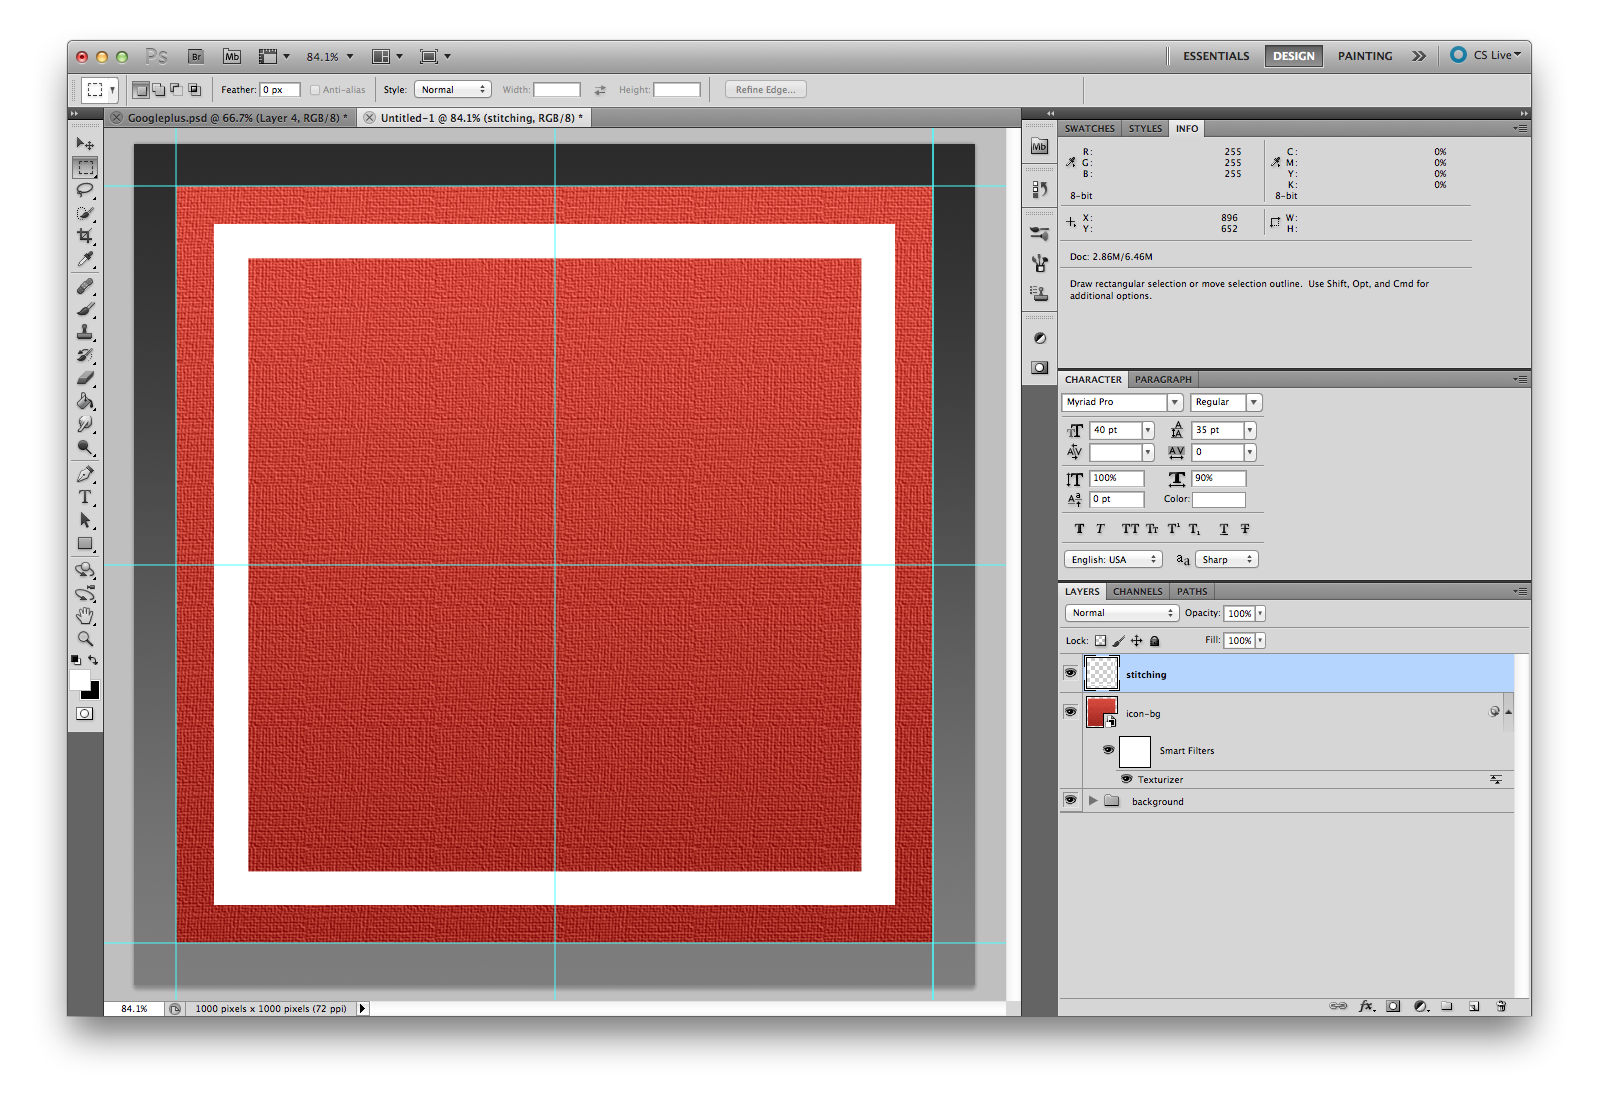 Ps Br Mb 84.1% ESSENTIALS DESIGN PAINTING CS Live
Feather: 0 px Anti-alias Style: Normal Width: Height: Refine Edge...
Googleplus.psd @ 66.7% (Layer 4, RGB/8) * Untitled-1 @ 84.1% (stitching, RGB/8) *
Mb
SWATCHES STYLES INFO
R: 255 C: 0%
G: 255 M: 0%
B: 255 Y: 0%
K: 0%
8-bit 8-bit
X: 896 W:
Y: 652 H:
Doc: 2.86M/6.46M
Draw rectangular selection or move selection outline. Use Shift, Opt, and Cmd for
additional options.
CHARACTER PARAGRAPH
Myriad Pro Regular
40 pt 35 pt
0
100% 90%
0 pt Color:
T T TT Tr T¹ T₁ T T
English: USA aa Sharp
LAYERS CHANNELS PATHS
Normal Opacity: 100%
Lock: Fill: 100%
stitching
icon-bg
Smart Filters
Texturizer
background
fx
84.1% 1000 pixels x 1000 pixels (72 ppi)